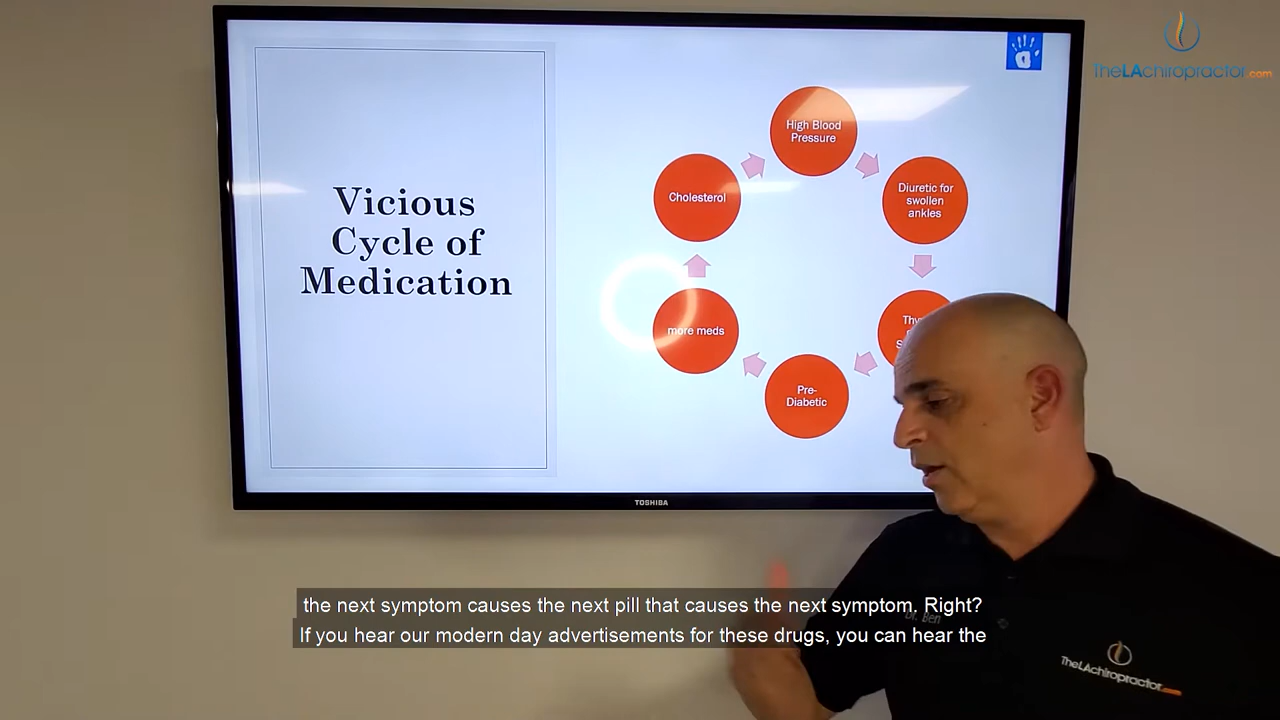 TheLAchiropractor.com
Vicious
Cycle of
Medication
High Blood
Pressure
Diuretic for
swollen
ankles
Pre-
Diabetic
more meds
Cholesterol
TOSHIBA
the next symptom causes the next pill that causes the next symptom. Right?
If you hear our modern day advertisements for these drugs, you can hear the
Dr. Ben
TheLAchiropractor.com